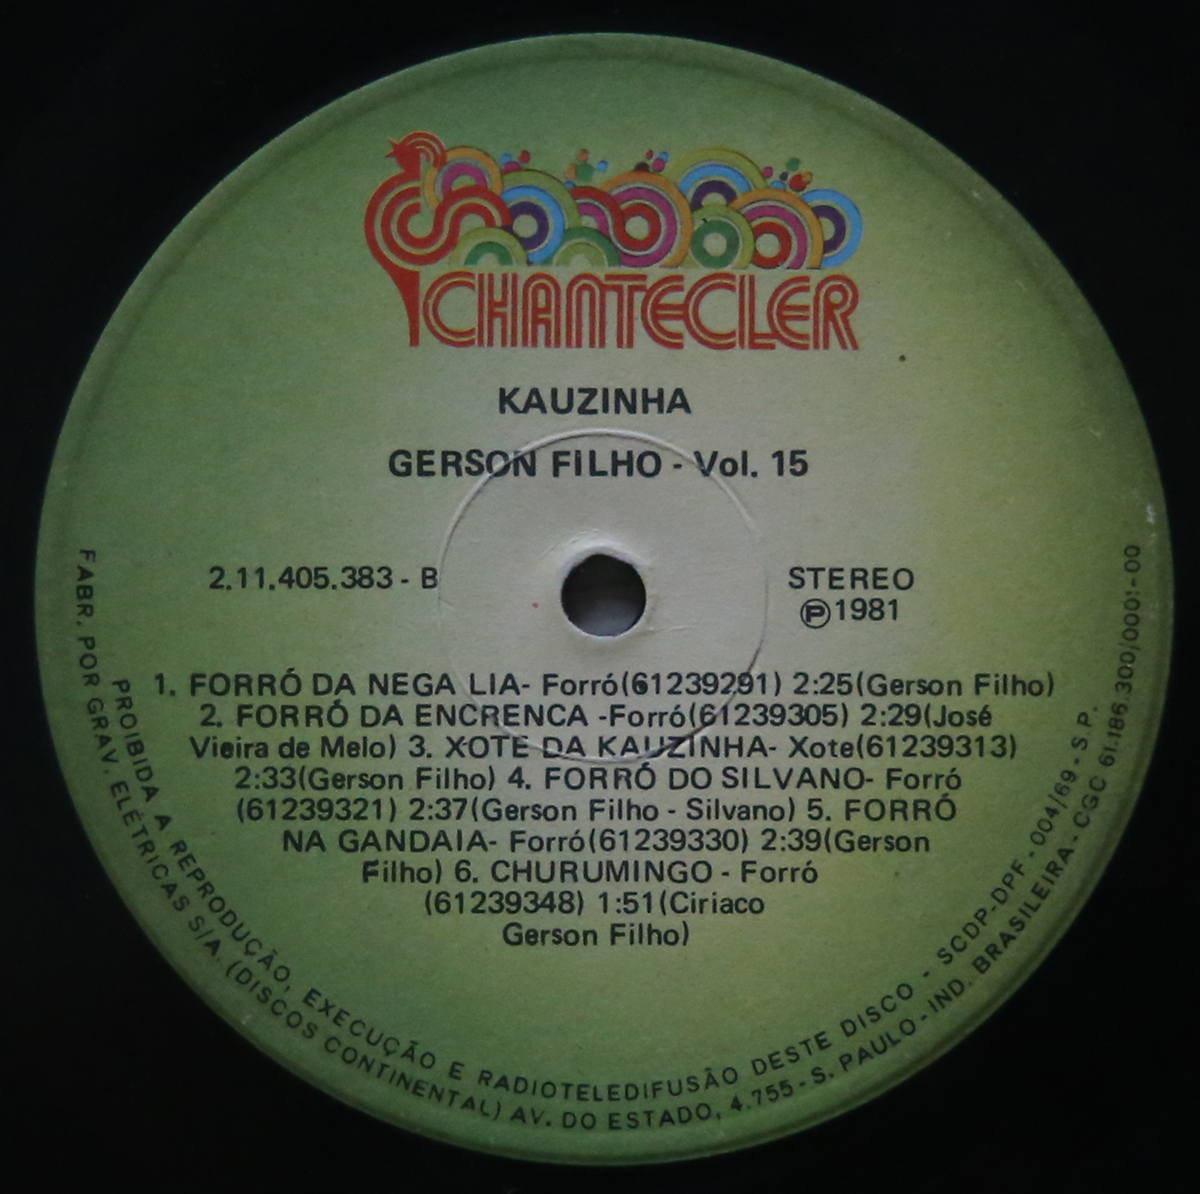 CHANTECLER
KAUZINHA
GERSON FILHO - Vol. 15
2.11.405.383 - B
STEREO
Ⓟ1981
1. FORRÓ DA NEGA LIA- Forró(61239291) 2:25(Gerson Filho)
2. FORRÓ DA ENCRENCA -Forró(61239305) 2:29(José
Vieira de Melo) 3. XOTE DA KAUZINHA- Xote(61239313)
2:33(Gerson Filho) 4. FORRÓ DO SILVANO- Forró
(61239321) 2:37(Gerson Filho - Silvano) 5. FORRÓ
NA GANDAIA- Forró(61239330) 2:39(Gerson
Filho) 6. CHURUMINGO - Forró
(61239348) 1:51(Ciriaco
Gerson Filho)
PROIBIDA A REPRODUÇÃO, EXECUÇÃO E RADIOTELEDIFUSÃO DESTE DISCO - SCDP-DPF - 004/69 - S.P.
FABR. POR GRAV. ELÉTRICAS S/A. (DISCOS CONTINENTAL) AV. DO ESTADO, 4.755 - S. PAULO - IND. BRASILEIRA - CGC 61.186.300/000:-00